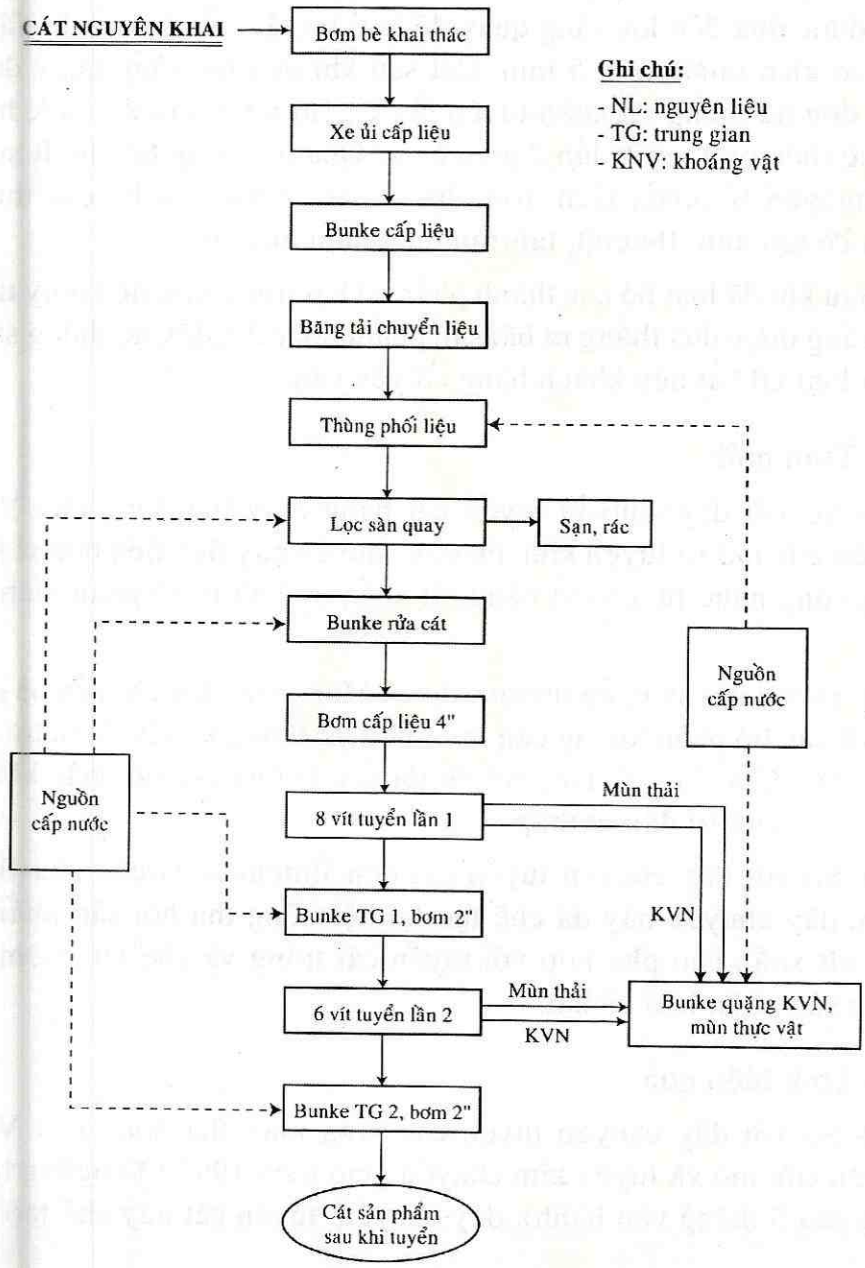 CÁT NGUYÊN KHAI
Bơm bè khai thác
Ghi chú:
- NL: nguyên liệu
- TG: trung gian
- KNV: khoáng vật
Xe ủi cấp liệu
Bunke cấp liệu
Băng tải chuyển liệu
Thùng phối liệu
Lọc sàn quay
Sạn, rác
Bunke rửa cát
Nguồn
cấp nước
Bơm cấp liệu 4"
Nguồn
cấp nước
8 vít tuyển lần 1
Mùn thải
KVN
Bunke TG 1, bơm 2"
6 vít tuyển lần 2
Mùn thải
KVN
Bunke quặng KVN,
mùn thực vật
Bunke TG 2, bơm 2"
Cát sản phẩm
sau khi tuyển